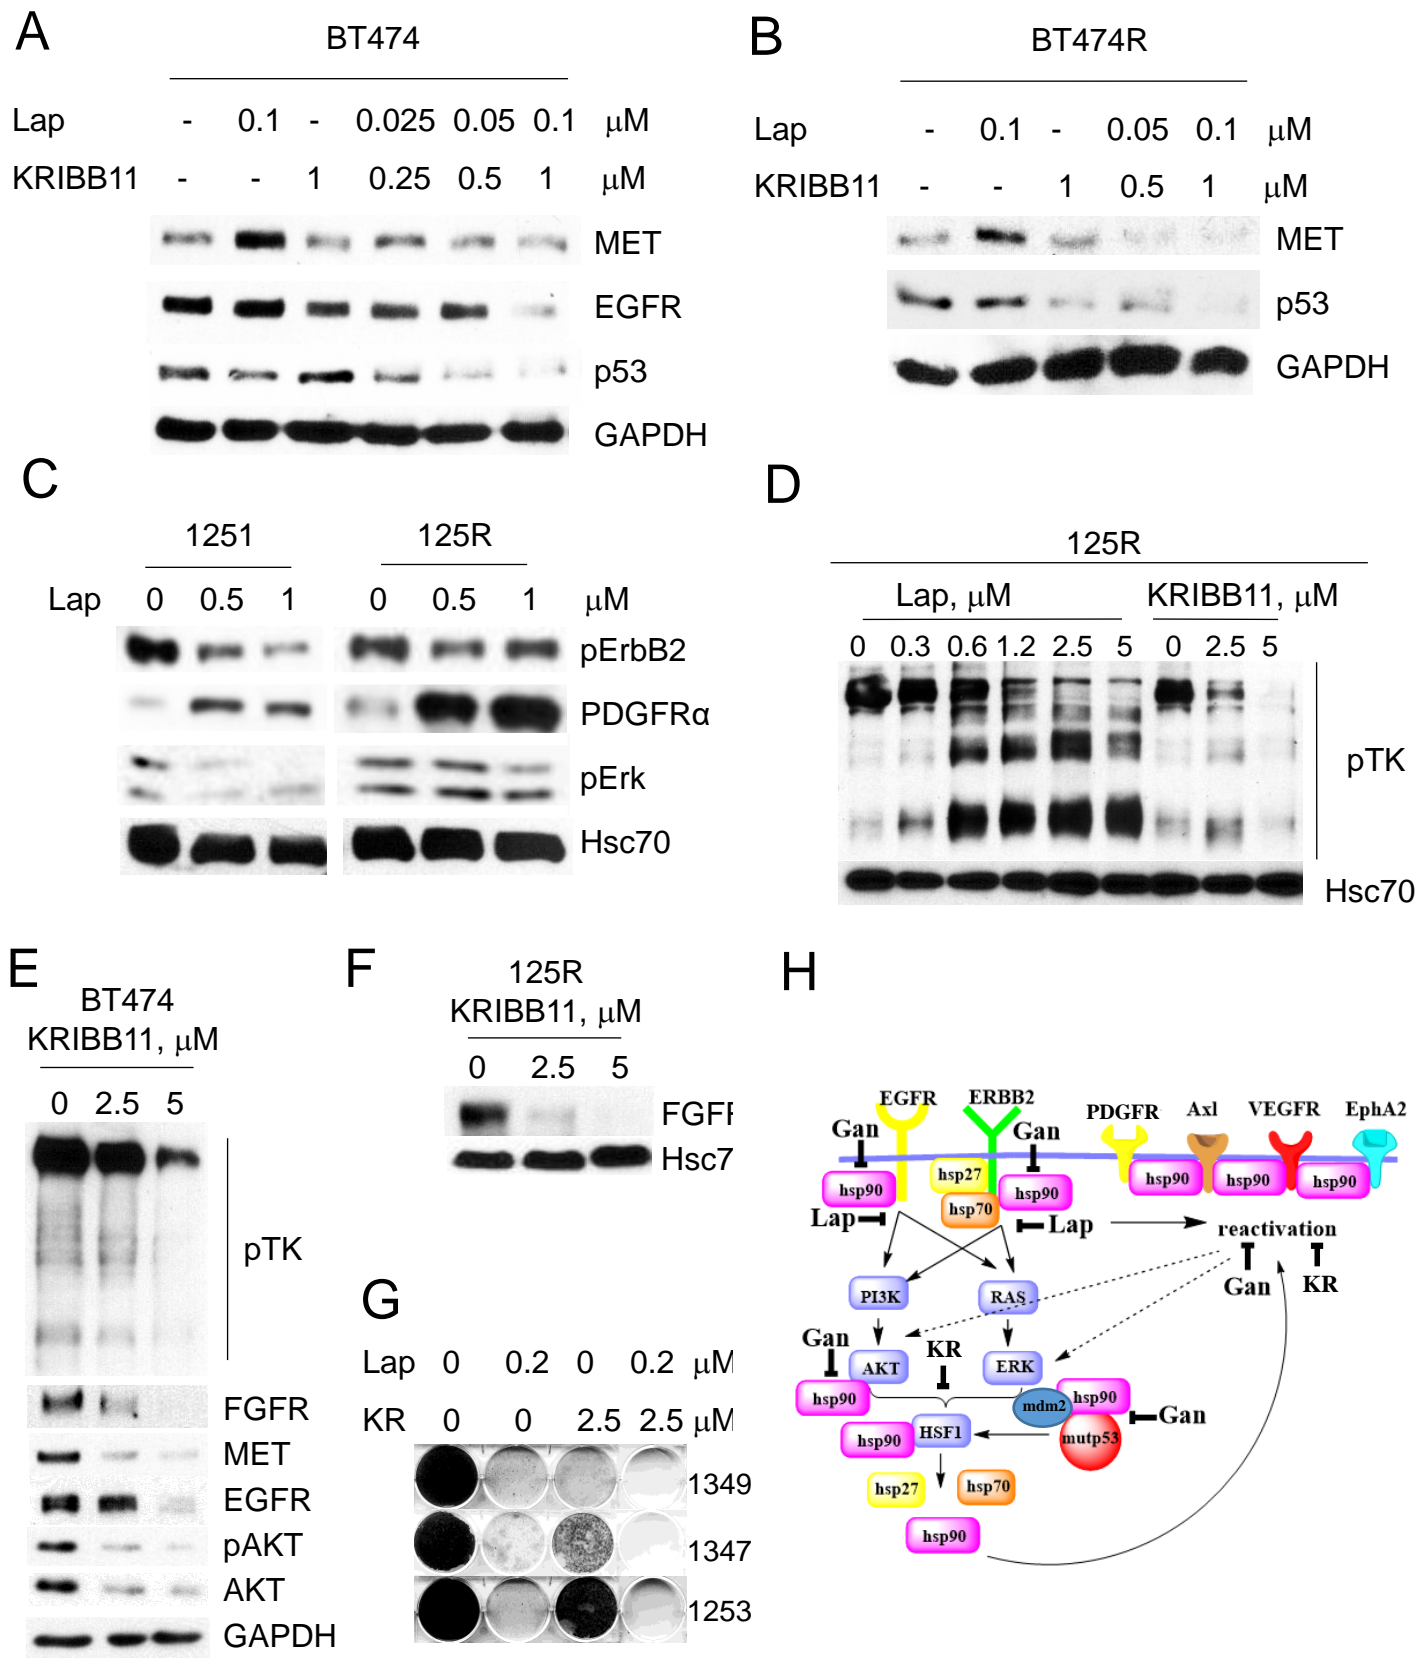 A
BT474
Lap - 0.1 - 0.025 0.05 0.1 μM
KRIBB11 - - 1 0.25 0.5 1 μM
MET
EGFR
p53
GAPDH
B
BT474R
Lap - 0.1 - 0.05 0.1 μM
KRIBB11 - - 1 0.5 1 μM
MET
p53
GAPDH
C
1251 125R
Lap 0 0.5 1 0 0.5 1 μM
pErbB2
PDGFRα
pErk
Hsc70
D
125R
Lap, μM KRIBB11, μM
0 0.3 0.6 1.2 2.5 5 0 2.5 5
pTK
Hsc70
E
BT474
KRIBB11, μM
0 2.5 5
pTK
FGFR
MET
EGFR
pAKT
AKT
GAPDH
F
125R
KRIBB11, μM
0 2.5 5
FGFF
Hsc7
G
Lap 0 0.2 0 0.2 μM
KR 0 0 2.5 2.5 μM
1349
1347
1253
H
EGFR ERBB2 PDGFR Axl VEGFR EphA2
Gan Gan
hsp27
hsp90 hsp90 hsp90 hsp90 hsp90
hsp70
Lap Lap
reactivation
PI3K RAS Gan KR
Gan KR
AKT ERK
hsp90 mdm2 hsp90
Gan
hsp90 HSF1 mutp53
hsp27 hsp70
hsp90